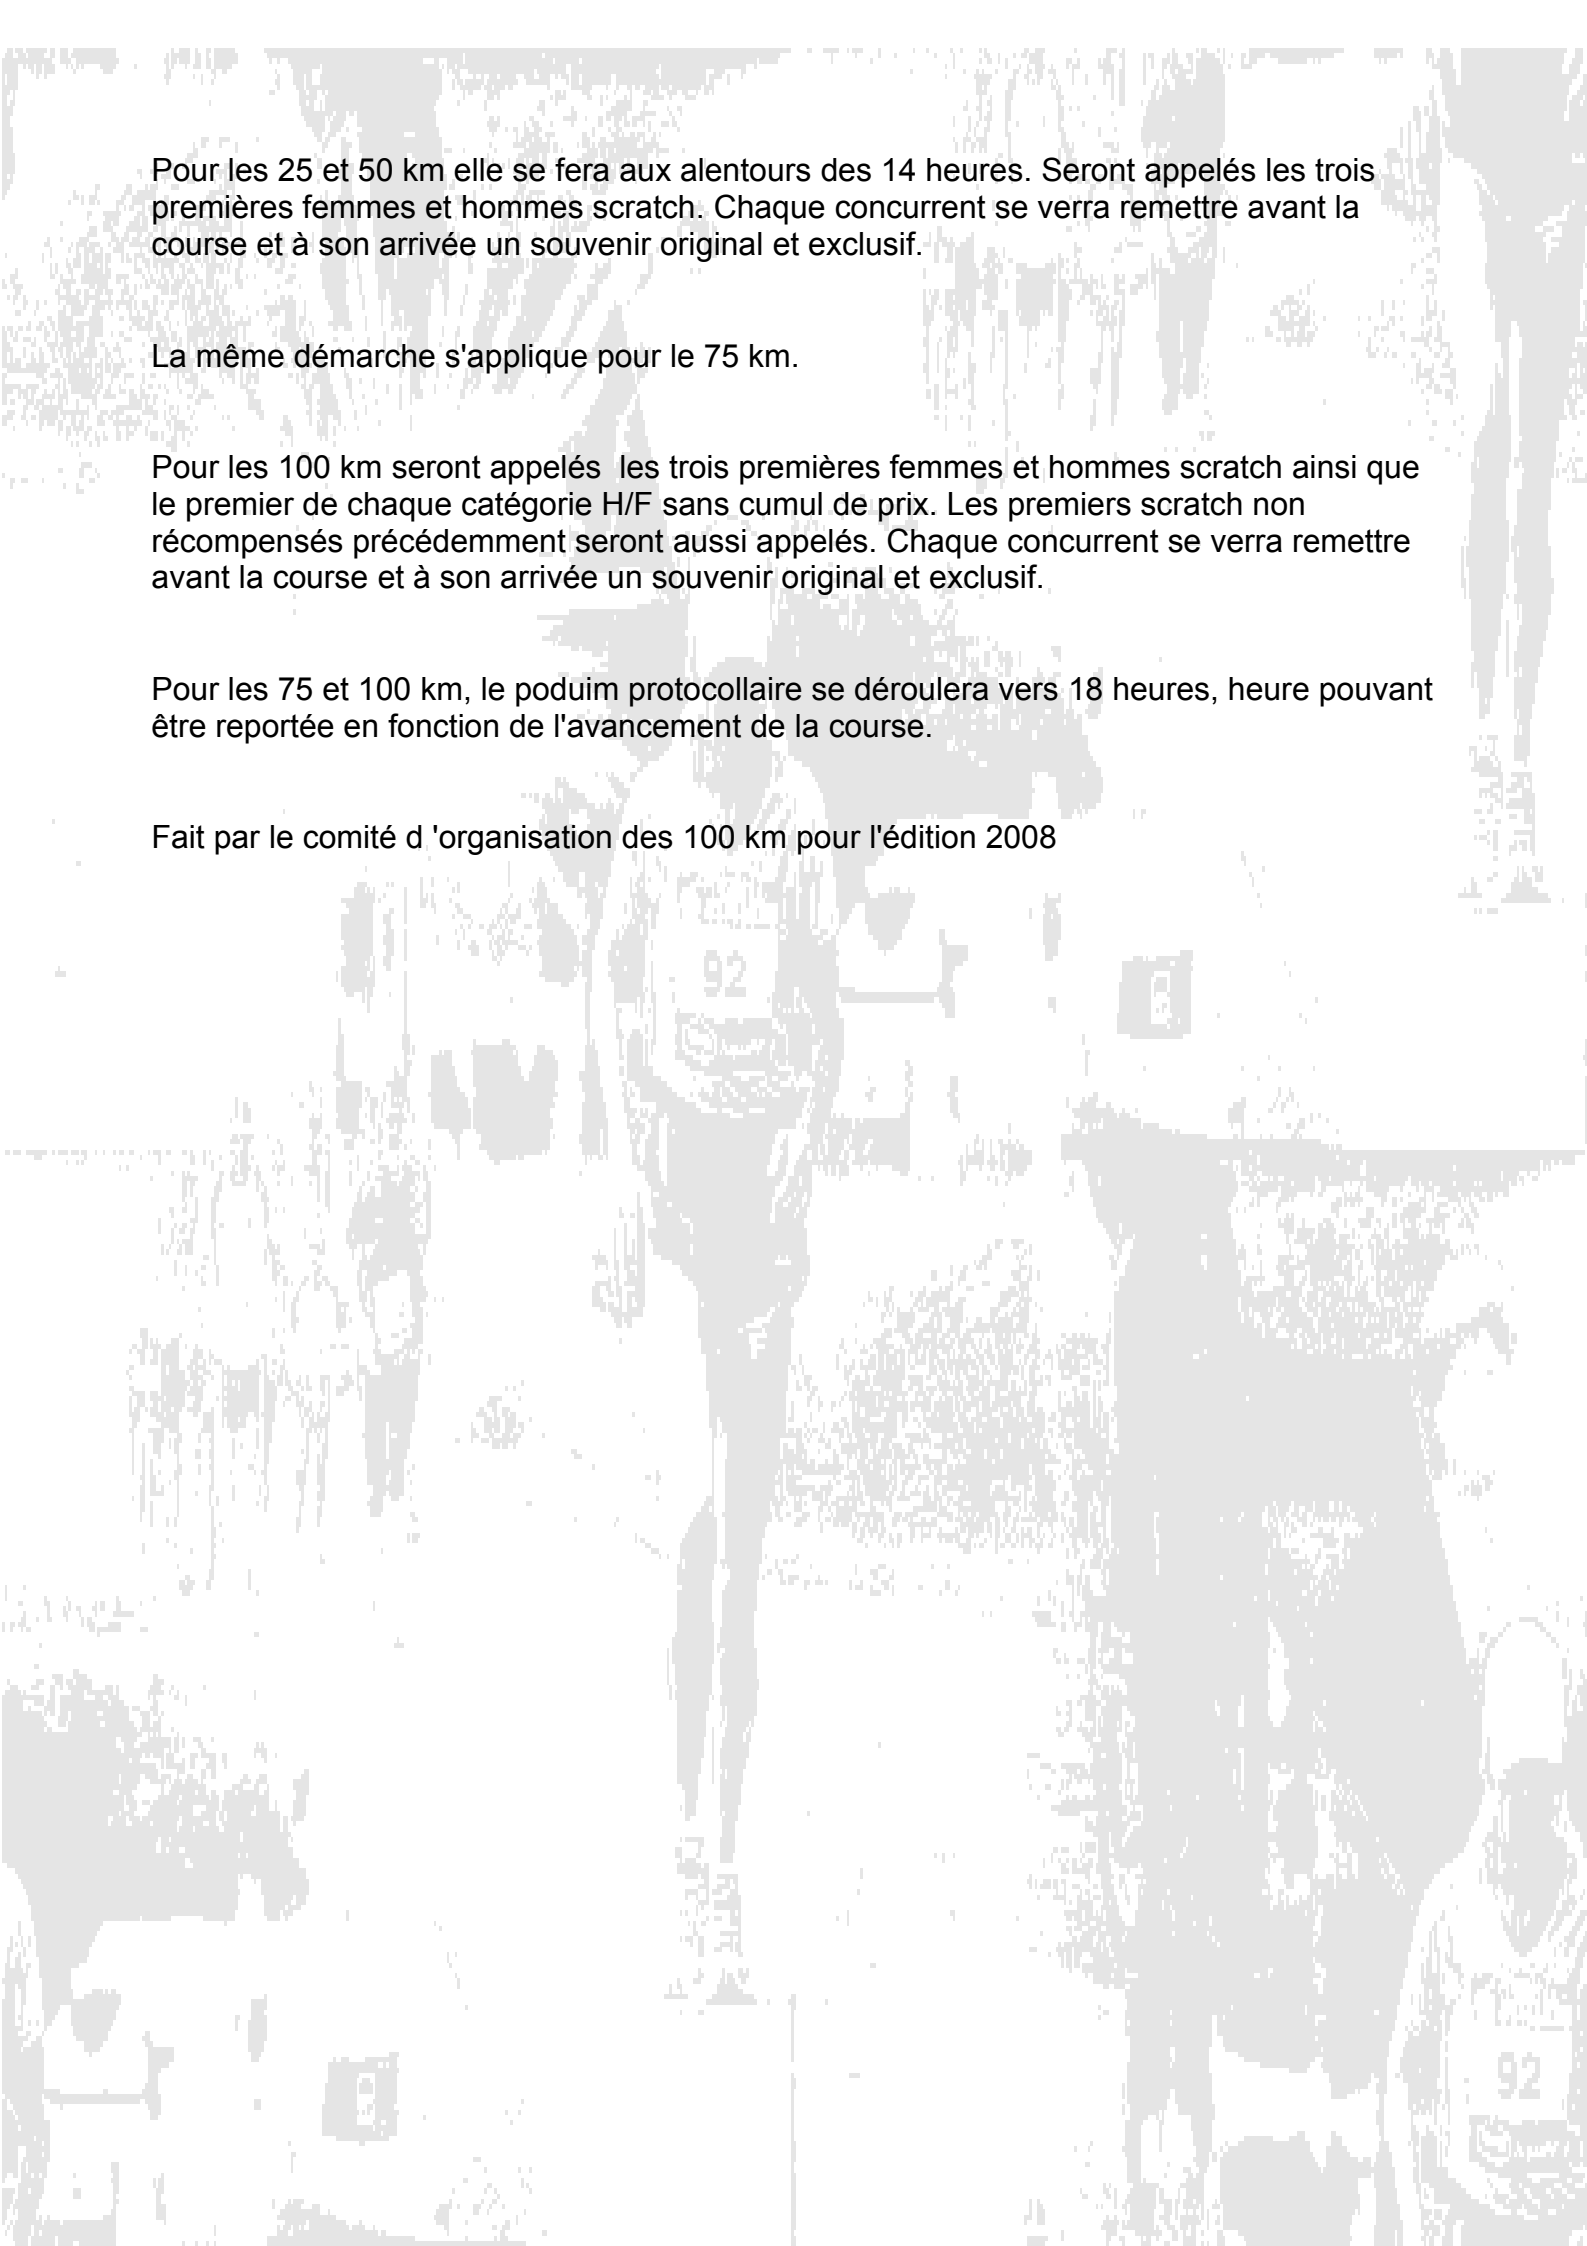 Pour les 25 et 50 km elle se fera aux alentours des 14 heures. Seront appelés les trois
premières femmes et hommes scratch. Chaque concurrent se verra remettre avant la
course et à son arrivée un souvenir original et exclusif.
La même démarche s'applique pour le 75 km.
Pour les 100 km seront appelés  les trois premières femmes et hommes scratch ainsi que
le premier de chaque catégorie H/F sans cumul de prix. Les premiers scratch non
récompensés précédemment seront aussi appelés. Chaque concurrent se verra remettre
avant la course et à son arrivée un souvenir original et exclusif.
Pour les 75 et 100 km, le poduim protocollaire se déroulera vers 18 heures, heure pouvant
être reportée en fonction de l'avancement de la course.
Fait par le comité d 'organisation des 100 km pour l'édition 2008
92
92